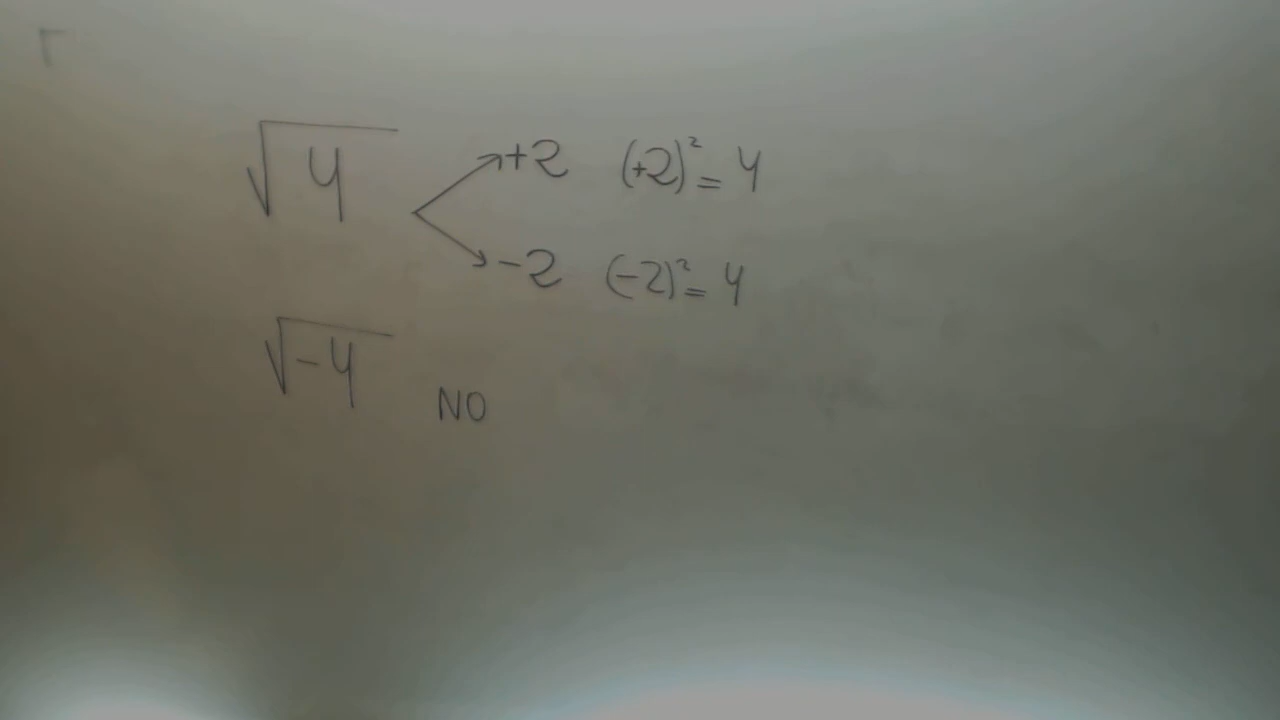 √4 +2 (+2)² = 4
-2 (-2)² = 4
√-4 NO